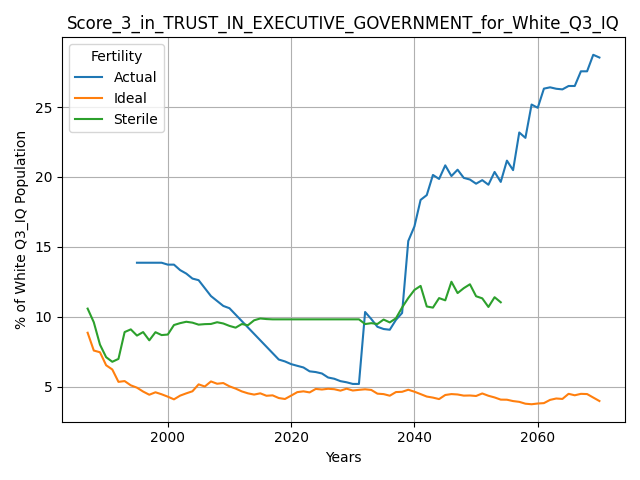 Score_3_in_TRUST_IN_EXECUTIVE_GOVERNMENT_for_White_Q3_IQ
Fertility
Actual
Ideal
Sterile
% of White Q3_IQ Population
25
20
15
10
5
2000 2020 2040 2060
Years